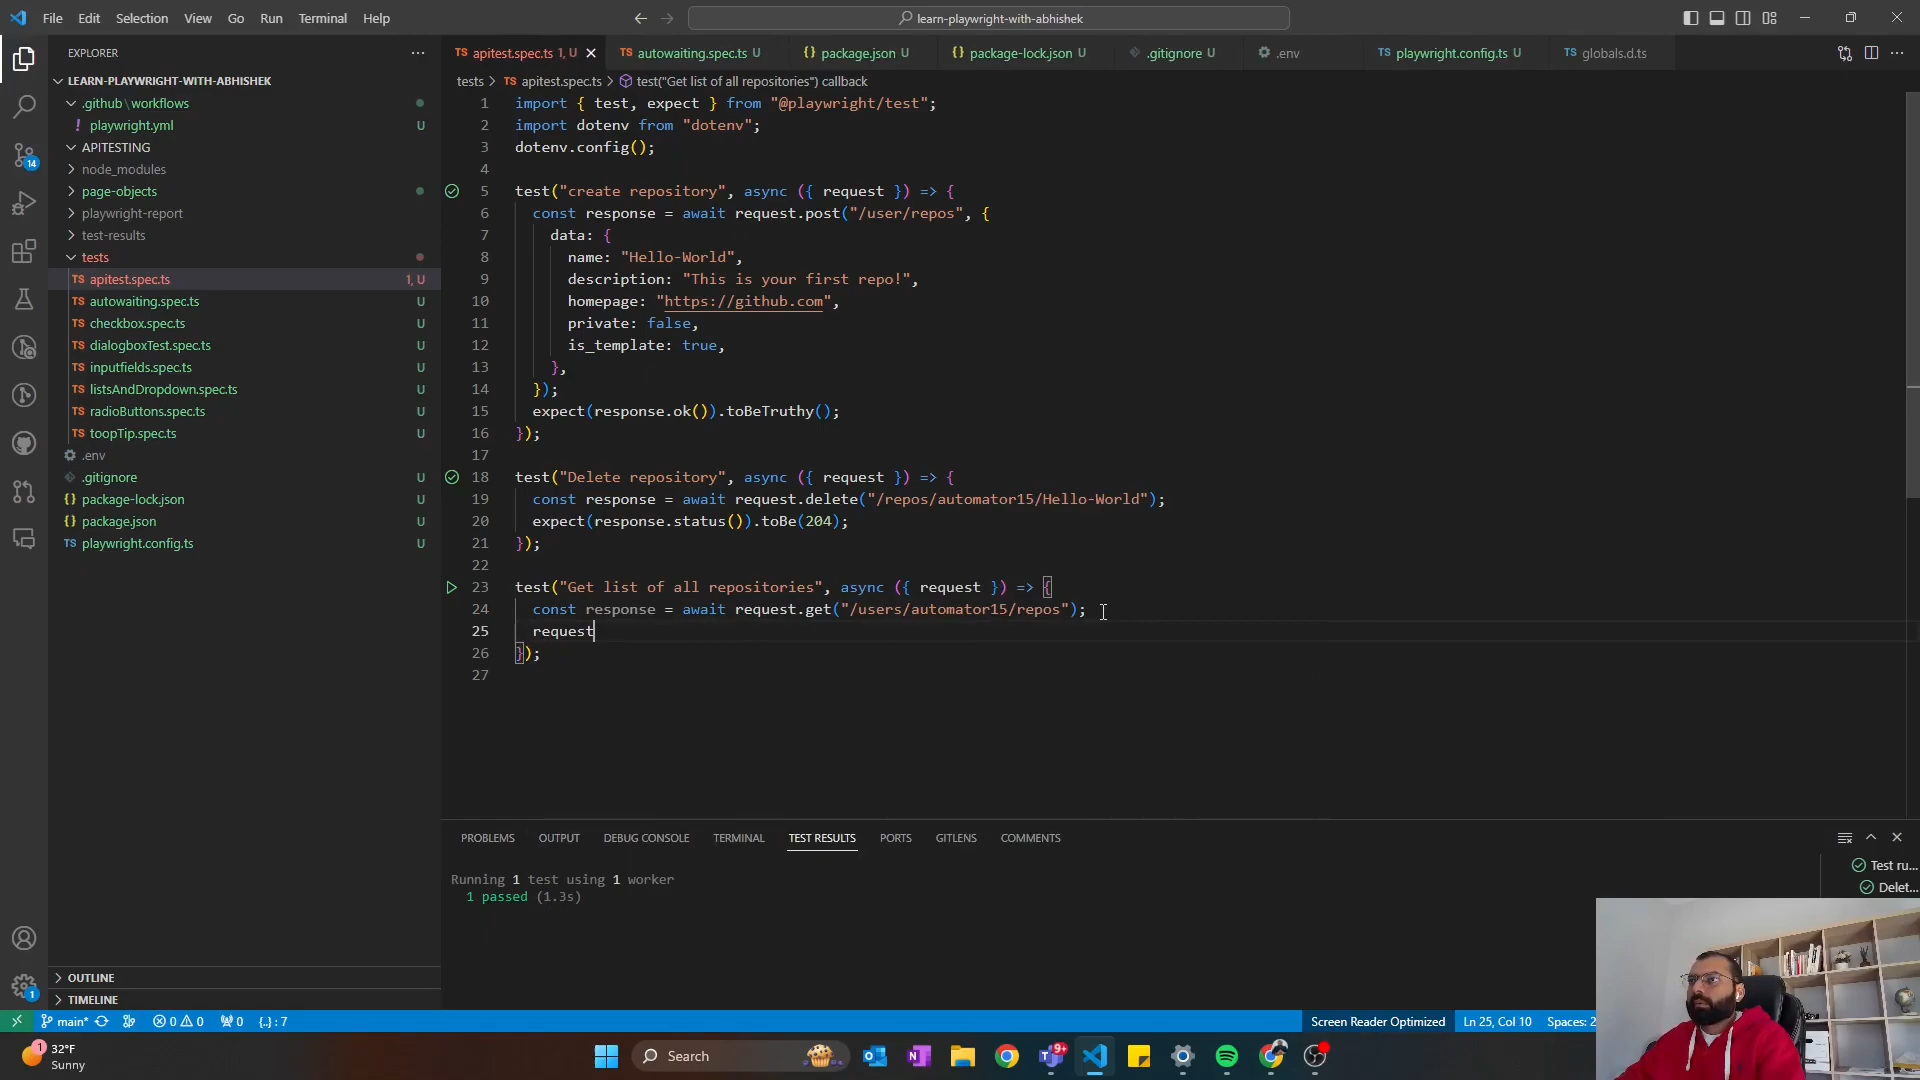 File Edit Selection View Go Run Terminal Help
learn-playwright-with-abhishek
EXPLORER
LEARN-PLAYWRIGHT-WITH-ABHISHEK
.github\workflows
! playwright.yml U
APITESTING
node_modules
page-objects
playwright-report
test-results
tests
TS apitest.spec.ts 1, U
TS autowaiting.spec.ts U
TS checkbox.spec.ts U
TS dialogboxTest.spec.ts U
TS inputfields.spec.ts U
TS listsAndDropdown.spec.ts U
TS radioButtons.spec.ts U
TS toopTip.spec.ts U
.env
.gitignore U
{} package-lock.json U
{} package.json U
TS playwright.config.ts U
OUTLINE
TIMELINE
14
1
TS apitest.spec.ts 1, U
TS autowaiting.spec.ts U
{} package.json U
{} package-lock.json U
.gitignore U
.env
TS playwright.config.ts U
TS globals.d.ts
tests > TS apitest.spec.ts > test("Get list of all repositories") callback
1 import { test, expect } from "@playwright/test";
2 import dotenv from "dotenv";
3 dotenv.config();
4
5 test("create repository", async ({ request }) => {
6 const response = await request.post("/user/repos", {
7 data: {
8 name: "Hello-World",
9 description: "This is your first repo!",
10 homepage: "https://github.com",
11 private: false,
12 is_template: true,
13 },
14 });
15 expect(response.ok()).toBeTruthy();
16 });
17
18 test("Delete repository", async ({ request }) => {
19 const response = await request.delete("/repos/automator15/Hello-World");
20 expect(response.status()).toBe(204);
21 });
22
23 test("Get list of all repositories", async ({ request }) => {
24 const response = await request.get("/users/automator15/repos");
25 request
26 });
27
PROBLEMS OUTPUT DEBUG CONSOLE TERMINAL TEST RESULTS PORTS GITLENS COMMENTS
Running 1 test using 1 worker
1 passed (1.3s)
Test ru...
Delet...
main* 0 0 0 {..} : 7
Screen Reader Optimized Ln 25, Col 10 Spaces: 2
1
32°F
Sunny
Search
9+